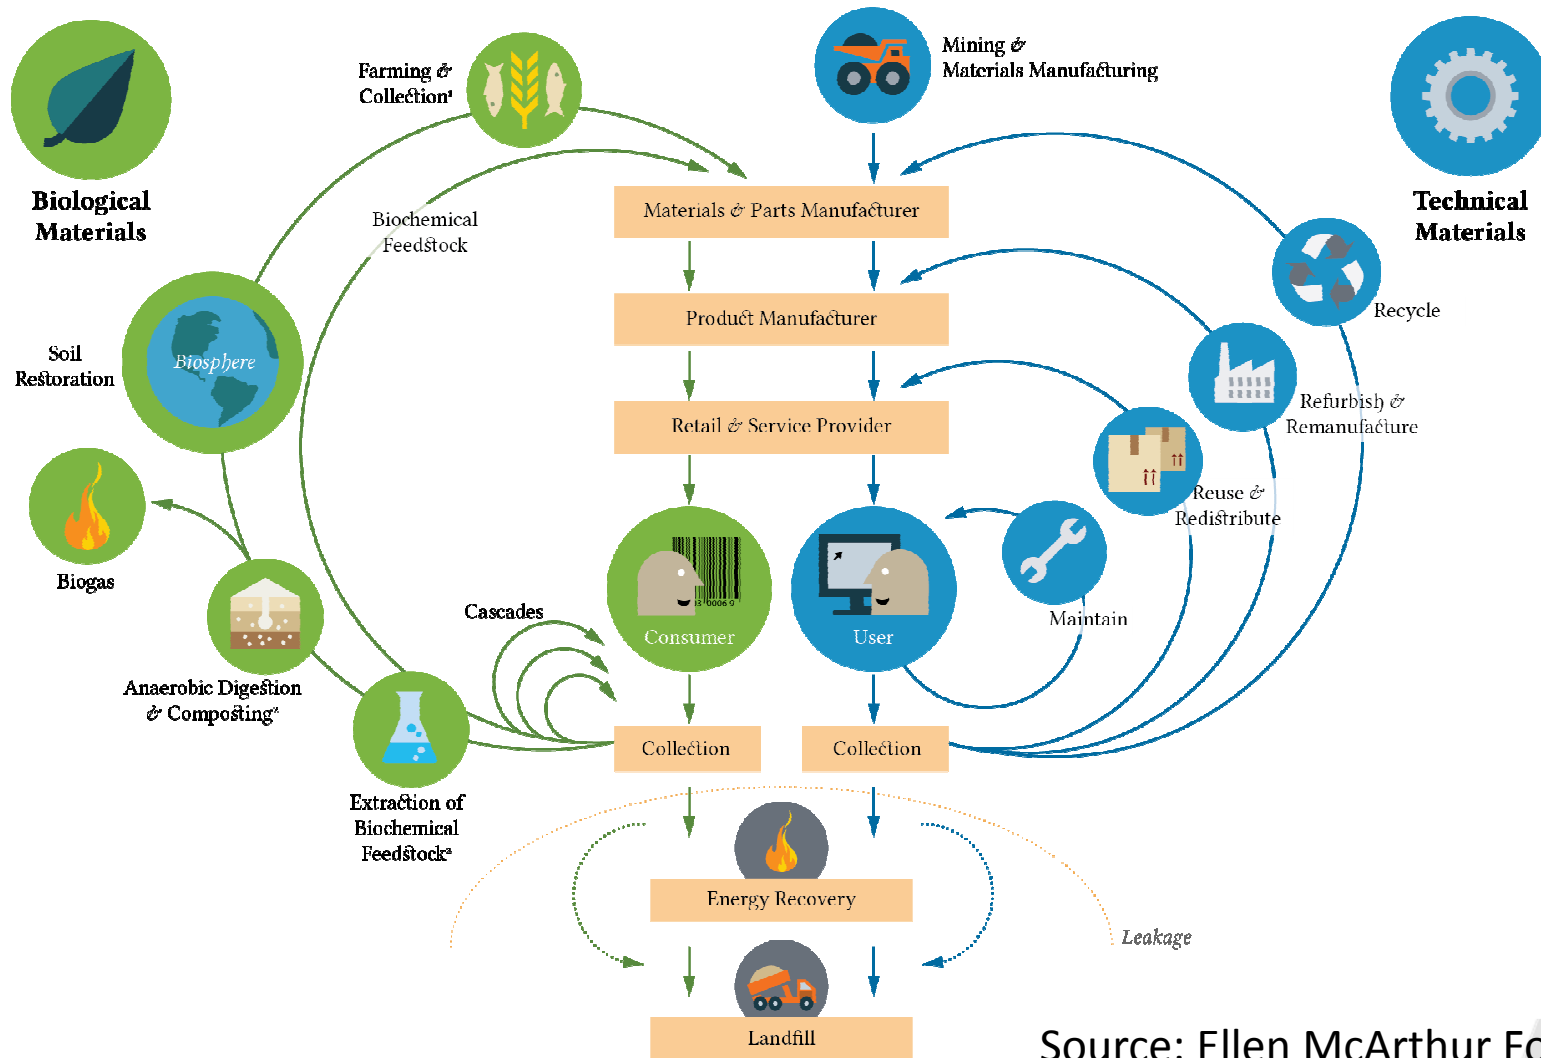 Biological
Materials
Farming &
Collection¹
Mining &
Materials Manufacturing
Technical
Materials
Biochemical
Feedstock
Materials & Parts Manufacturer
Product Manufacturer
Retail & Service Provider
Recycle
Refurbish &
Remanufacture
Reuse &
Redistribute
Maintain
Soil
Restoration
Biosphere
Biogas
Anaerobic Digestion
& Composting²
Cascades
Consumer
User
Collection
Collection
Extraction of
Biochemical
Feedstock²
Energy Recovery
Leakage
Landfill
Source: Ellen McArthur Fo